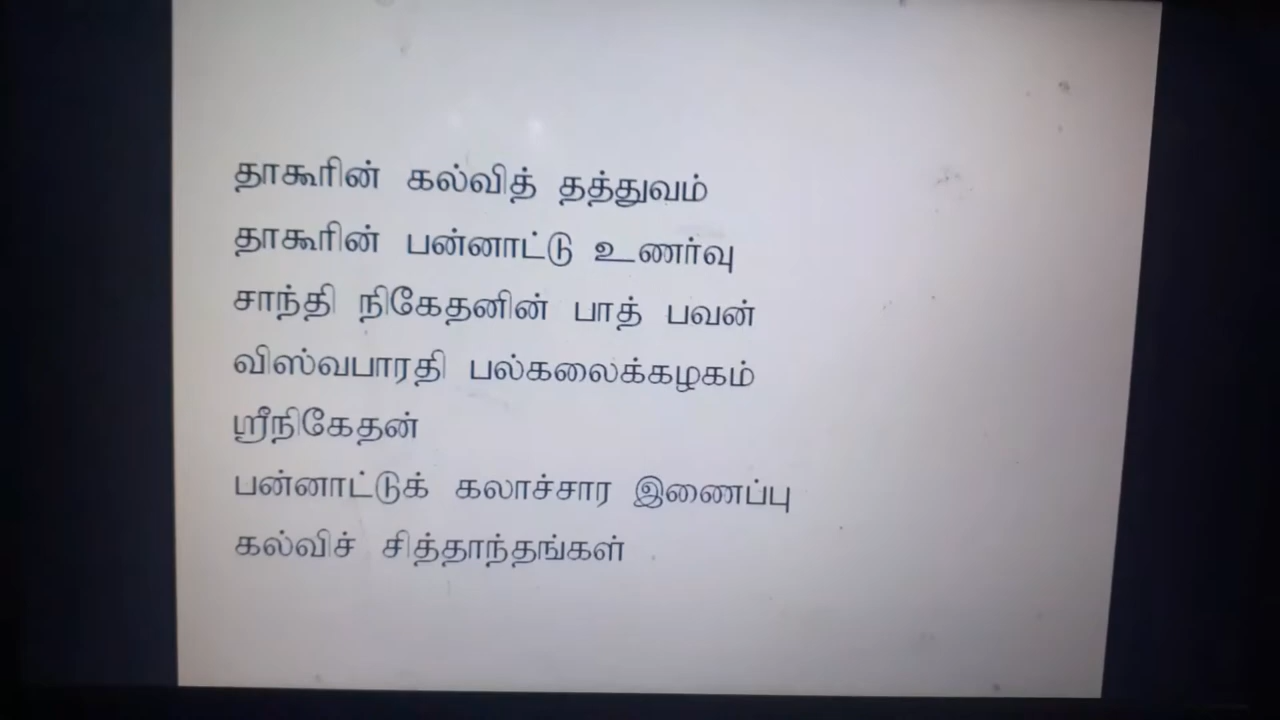 தாகூரின் கல்வித் தத்துவம்
தாகூரின் பன்னாட்டு உணர்வு
சாந்தி நிகேதனின் பாத் பவன்
விஸ்வபாரதி பல்கலைக்கழகம்
ஸ்ரீநிகேதன்
பன்னாட்டுக் கலாச்சார இணைப்பு
கல்விச் சித்தாந்தங்கள்